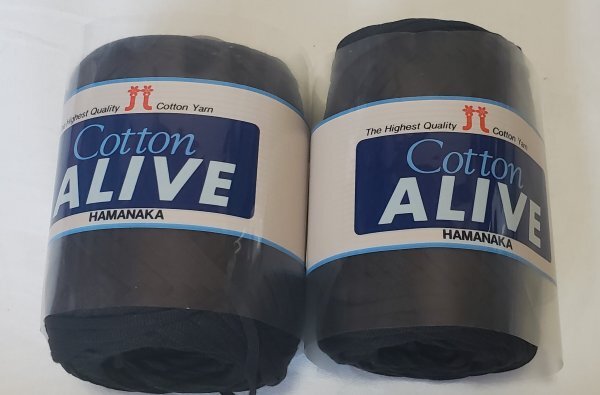 The Highest Quality Cotton Yarn
Cotton
ALIVE
HAMANAKA
The Highest Quality Cotton Yarn
Cotton
ALIVE
HAMANAKA